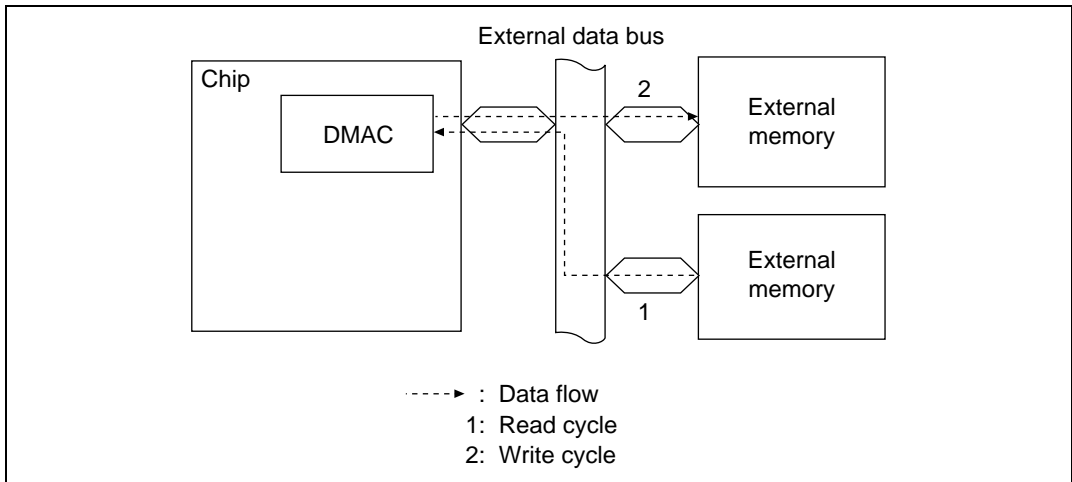 External data bus
Chip
DMAC
2
External
memory
External
memory
1
: Data flow
1: Read cycle
2: Write cycle